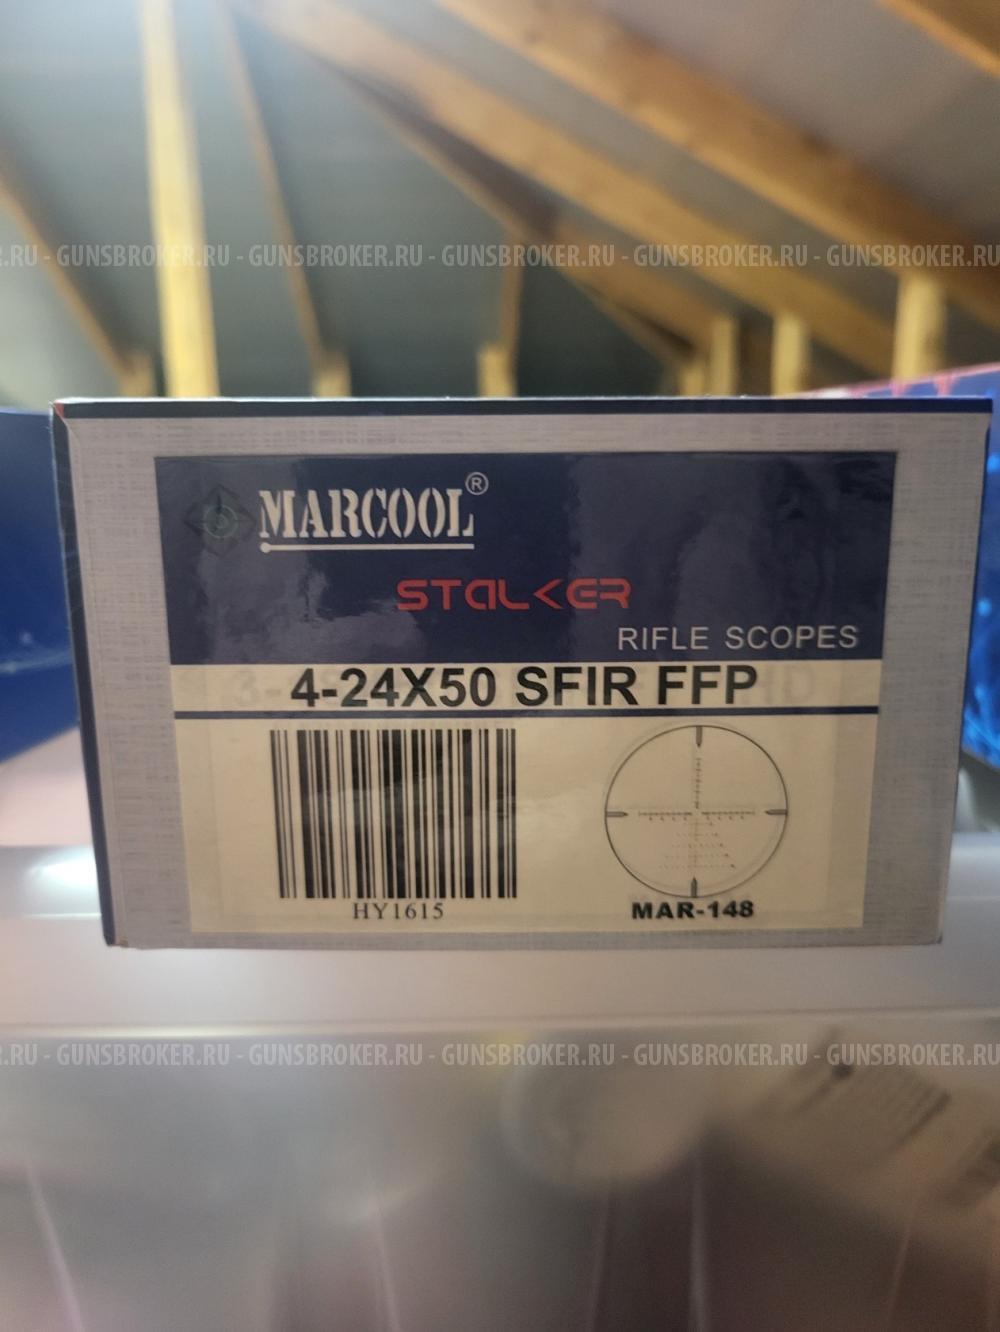 .RU - GUNSBROKER.RU - GUNSBROKER.RU - GUNSBROKER.RU - GUNSBROKER.RU - GUNSBROKER.RU
MARCOOL®
STALKER
RIFLE SCOPES
4-24X50 SFIR FFP
HY1615
MAR-148
.RU - GUNSBROKER.RU - GUNSBROKER.RU - GUNSBROKER.RU - GUNSBROKER.RU - GUNSBROKER.RU